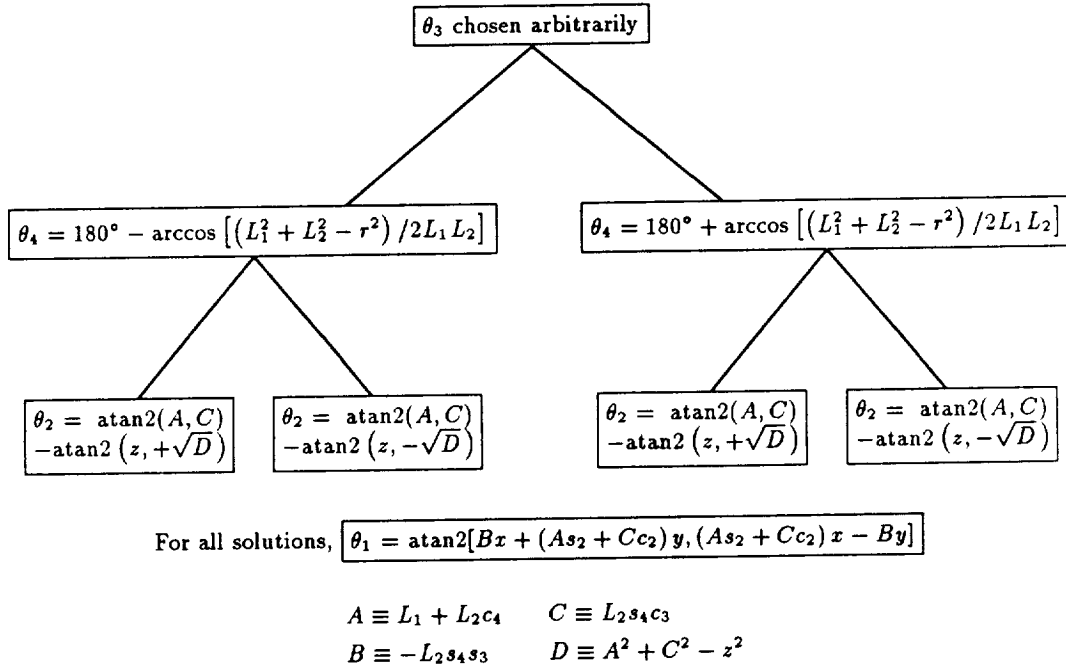 θ₃ chosen arbitrarily
θ₄ = 180° − arccos [(L₁² + L₂² − r²) /2L₁L₂]
θ₄ = 180° + arccos [(L₁² + L₂² − r²) /2L₁L₂]
θ₂ = atan2(A, C)
−atan2 (z, +√D)
θ₂ = atan2(A, C)
−atan2 (z, −√D)
θ₂ = atan2(A, C)
−atan2 (z, +√D)
θ₂ = atan2(A, C)
−atan2 (z, −√D)
For all solutions, θ₁ = atan2[Bx + (As₂ + Cc₂) y, (As₂ + Cc₂) x − By]
A ≡ L₁ + L₂c₄ C ≡ L₂s₄c₃
B ≡ −L₂s₄s₃ D ≡ A² + C² − z²